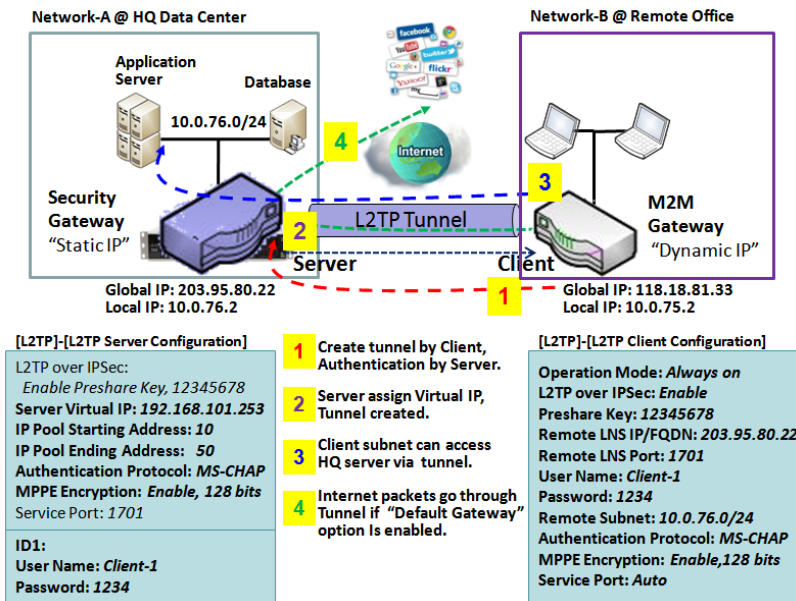 Network-A @ HQ Data Center
Network-B @ Remote Office
Application
Server
Database
10.0.76.0/24
facebook
YouTube
twitter
Google+
flickr
YAHOO!
Internet
4
3
Security
Gateway
“Static IP”
2
L2TP Tunnel
M2M
Gateway
“Dynamic IP”
Server
Client
1
Global IP: 203.95.80.22
Local IP: 10.0.76.2
Global IP: 118.18.81.33
Local IP: 10.0.75.2
[L2TP]-[L2TP Server Configuration]
L2TP over IPSec:
Enable Preshare Key, 12345678
Server Virtual IP: 192.168.101.253
IP Pool Starting Address: 10
IP Pool Ending Address: 50
Authentication Protocol: MS-CHAP
MPPE Encryption: Enable, 128 bits
Service Port: 1701
ID1:
User Name: Client-1
Password: 1234
1 Create tunnel by Client,
Authentication by Server.
2 Server assign Virtual IP,
Tunnel created.
3 Client subnet can access
HQ server via tunnel.
4 Internet packets go through
Tunnel if “Default Gateway”
option Is enabled.
[L2TP]-[L2TP Client Configuration]
Operation Mode: Always on
L2TP over IPSec: Enable
Preshare Key: 12345678
Remote LNS IP/FQDN: 203.95.80.22
Remote LNS Port: 1701
User Name: Client-1
Password: 1234
Remote Subnet: 10.0.76.0/24
Authentication Protocol: MS-CHAP
MPPE Encryption: Enable,128 bits
Service Port: Auto